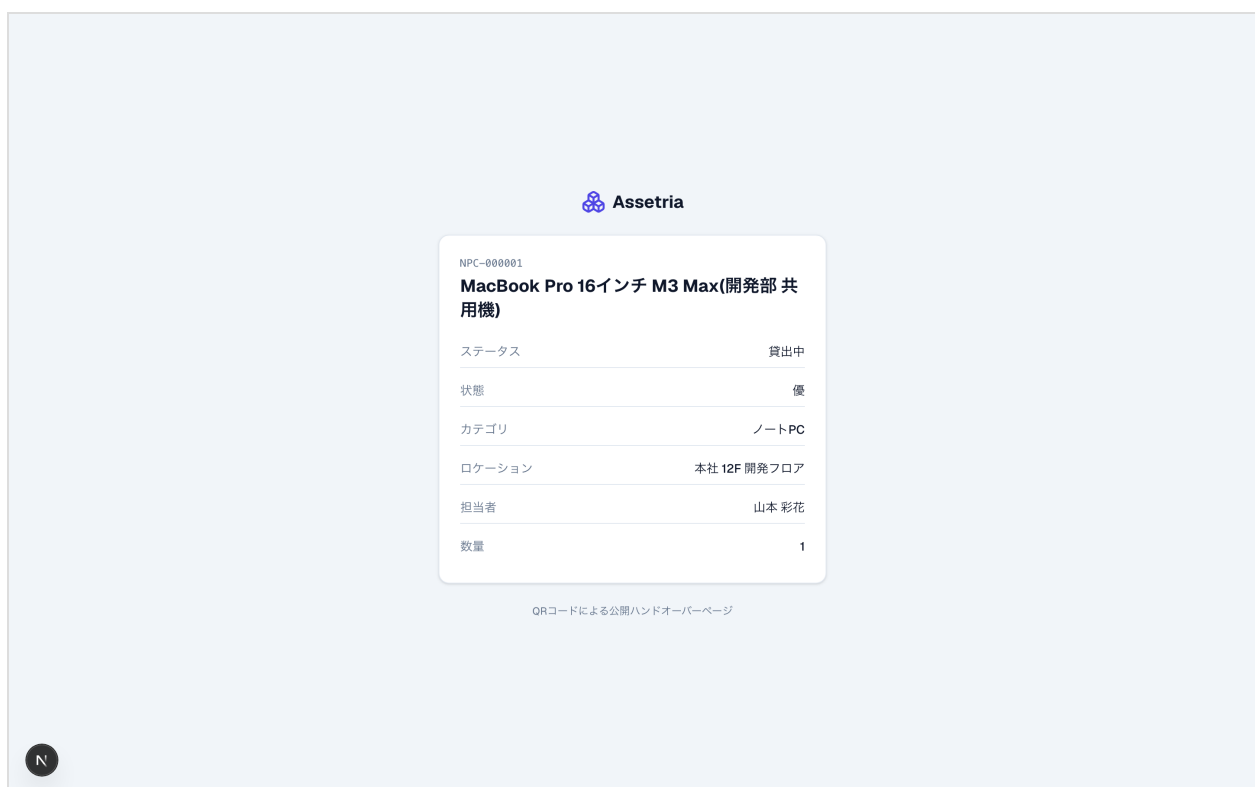 Assetria
NPC-000001
MacBook Pro 16インチ M3 Max(開発部 共
用機)
ステータス 貸出中
状態 優
カテゴリ ノートPC
ロケーション 本社 12F 開発フロア
担当者 山本 彩花
数量 1
QRコードによる公開ハンドオーバーページ
N